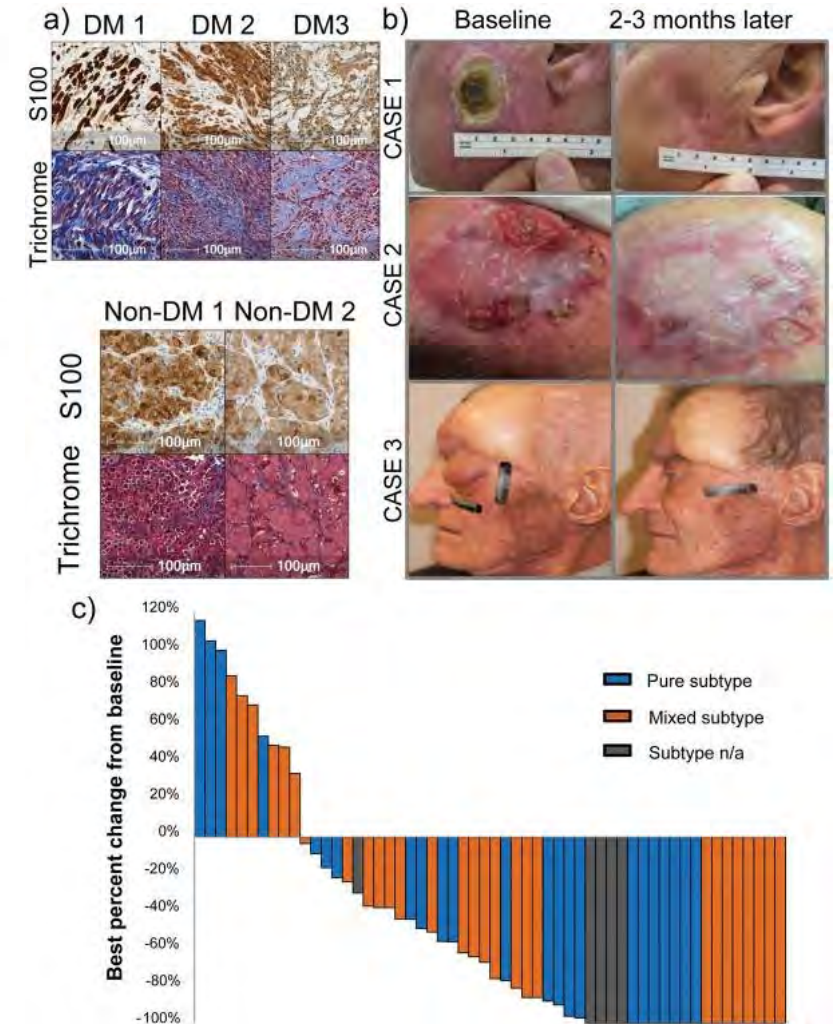 a)
DM 1 DM 2 DM3
S100
100µm 100µm 100µm
Trichrome
100µm 100µm 100µm
Non-DM 1 Non-DM 2
S100
100µm 100µm
Trichrome
100µm 100µm
b)
Baseline 2-3 months later
CASE 1
CASE 2
CASE 3
c)
Best percent change from baseline
120%
100%
80%
60%
40%
20%
0%
-20%
-40%
-60%
-80%
-100%
Pure subtype
Mixed subtype
Subtype n/a